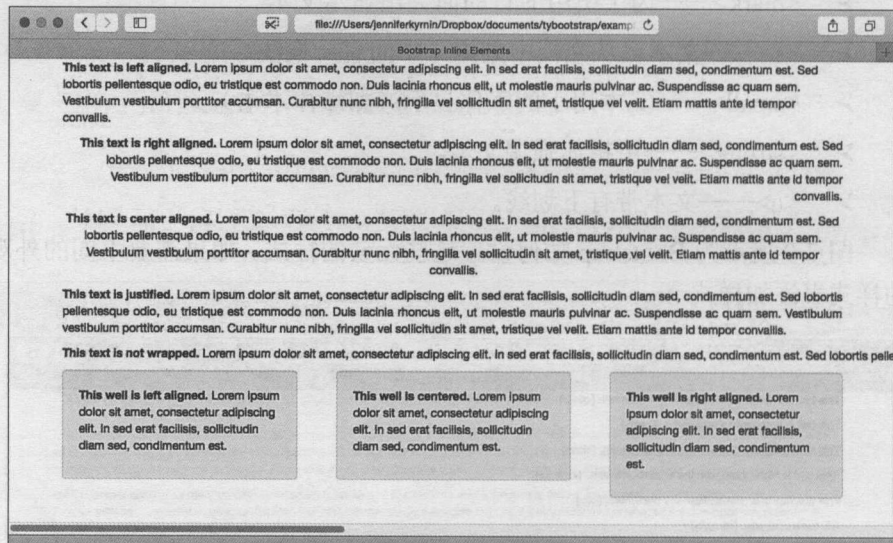 file:///Users/jenniferkyrnin/Dropbox/documents/tybootstrap/examp
Bootstrap Inline Elements
This text is left aligned. Lorem ipsum dolor sit amet, consectetur adipiscing elit. In sed erat facilisis, sollicitudin diam sed, condimentum est. Sed
lobortis pellentesque odio, eu tristique est commodo non. Duis lacinia rhoncus elit, ut molestie mauris pulvinar ac. Suspendisse ac quam sem.
Vestibulum vestibulum porttitor accumsan. Curabitur nunc nibh, fringilla vel sollicitudin sit amet, tristique vel velit. Etiam mattis ante id tempor
convallis.
This text is right aligned. Lorem ipsum dolor sit amet, consectetur adipiscing elit. In sed erat facilisis, sollicitudin diam sed, condimentum est. Sed
lobortis pellentesque odio, eu tristique est commodo non. Duis lacinia rhoncus elit, ut molestie mauris pulvinar ac. Suspendisse ac quam sem.
Vestibulum vestibulum porttitor accumsan. Curabitur nunc nibh, fringilla vel sollicitudin sit amet, tristique vel velit. Etiam mattis ante id tempor
convallis.
This text is center aligned. Lorem ipsum dolor sit amet, consectetur adipiscing elit. In sed erat facilisis, sollicitudin diam sed, condimentum est. Sed
lobortis pellentesque odio, eu tristique est commodo non. Duis lacinia rhoncus elit, ut molestie mauris pulvinar ac. Suspendisse ac quam sem.
Vestibulum vestibulum porttitor accumsan. Curabitur nunc nibh, fringilla vel sollicitudin sit amet, tristique vel velit. Etiam mattis ante id tempor
convallis.
This text is justified. Lorem ipsum dolor sit amet, consectetur adipiscing elit. In sed erat facilisis, sollicitudin diam sed, condimentum est. Sed lobortis
pellentesque odio, eu tristique est commodo non. Duis lacinia rhoncus elit, ut molestie mauris pulvinar ac. Suspendisse ac quam sem. Vestibulum
vestibulum porttitor accumsan. Curabitur nunc nibh, fringilla vel sollicitudin sit amet, tristique vel velit. Etiam mattis ante id tempor convallis.
This text is not wrapped. Lorem ipsum dolor sit amet, consectetur adipiscing elit. In sed erat facilisis, sollicitudin diam sed, condimentum est. Sed lobortis pelle
This well is left aligned. Lorem ipsum
dolor sit amet, consectetur adipiscing
elit. In sed erat facilisis, sollicitudin
diam sed, condimentum est.
This well is centered. Lorem ipsum
dolor sit amet, consectetur adipiscing
elit. In sed erat facilisis, sollicitudin
diam sed, condimentum est.
This well is right aligned. Lorem
ipsum dolor sit amet, consectetur
adipiscing elit. In sed erat facilisis,
sollicitudin diam sed, condimentum
est.